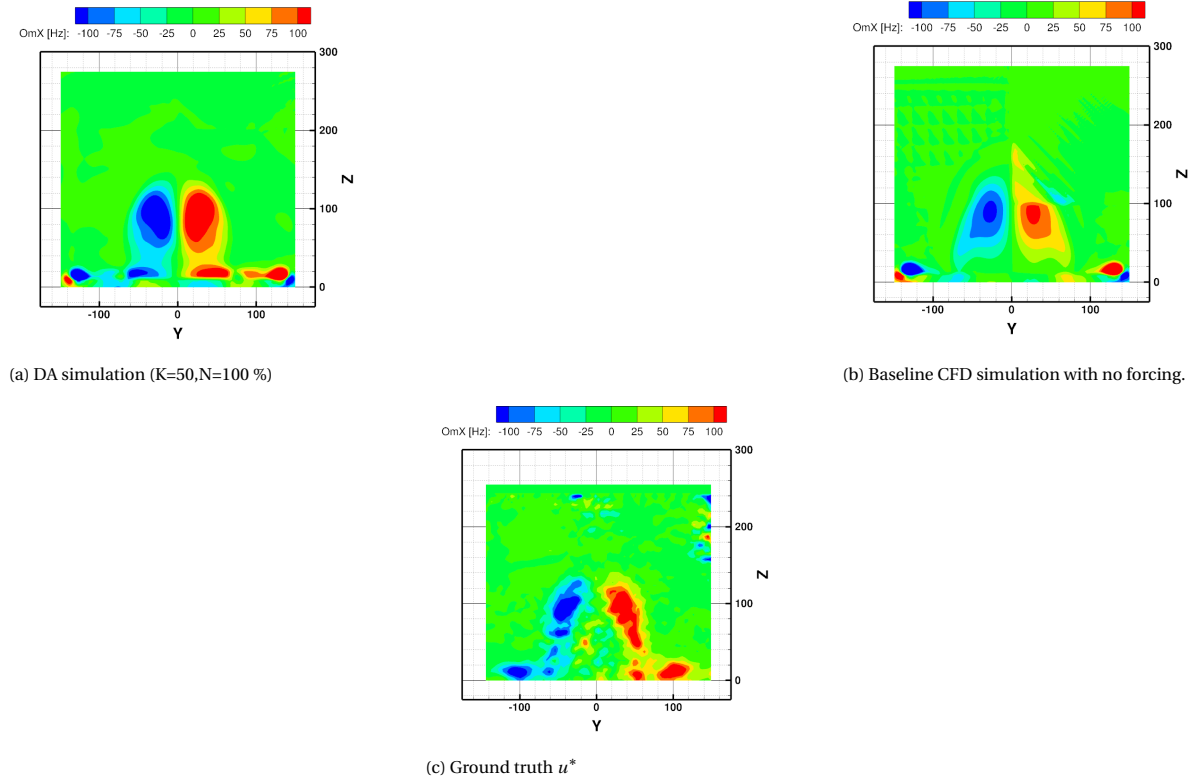 OmX [Hz]: -100 -75 -50 -25 0 25 50 75 100
300
200
Z
100
0
-100 0 100
Y
(a) DA simulation (K=50,N=100 %)
OmX [Hz]: -100 -75 -50 -25 0 25 50 75 100
300
200
Z
100
0
-100 0 100
Y
(b) Baseline CFD simulation with no forcing.
OmX [Hz]: -100 -75 -50 -25 0 25 50 75 100
300
200
Z
100
0
-100 0 100
Y
(c) Ground truth u*